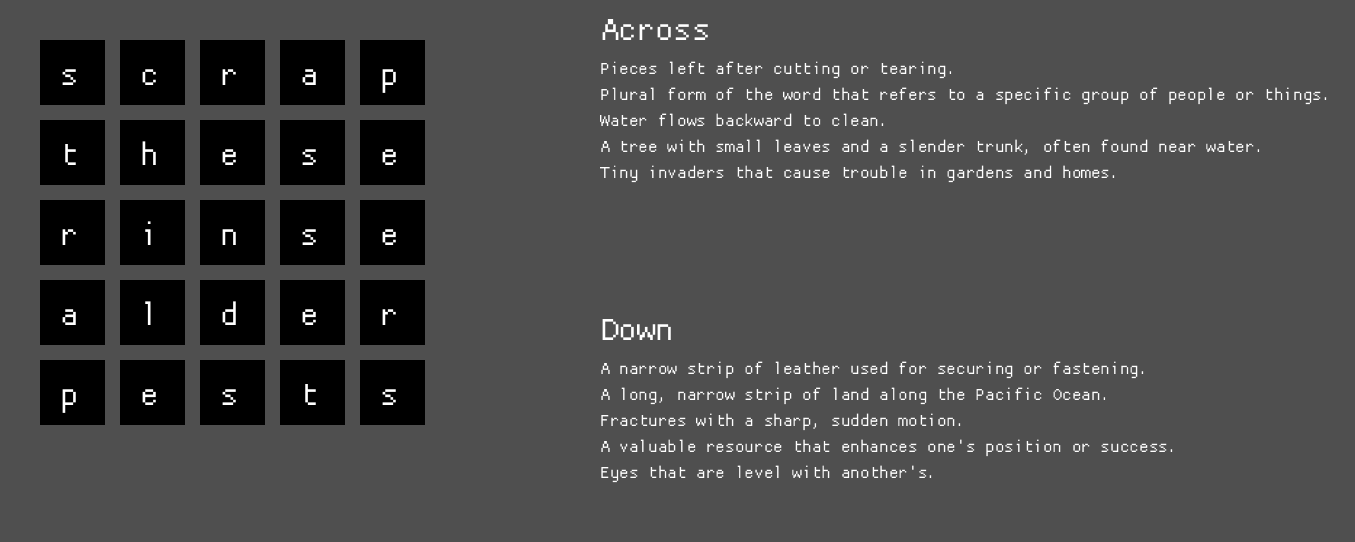 s c r a p
t h e s e
r i n s e
a l d e r
p e s t s
Across
Pieces left after cutting or tearing.
Plural form of the word that refers to a specific group of people or things.
Water flows backward to clean.
A tree with small leaves and a slender trunk, often found near water.
Tiny invaders that cause trouble in gardens and homes.
Down
A narrow strip of leather used for securing or fastening.
A long, narrow strip of land along the Pacific Ocean.
Fractures with a sharp, sudden motion.
A valuable resource that enhances one's position or success.
Eyes that are level with another's.